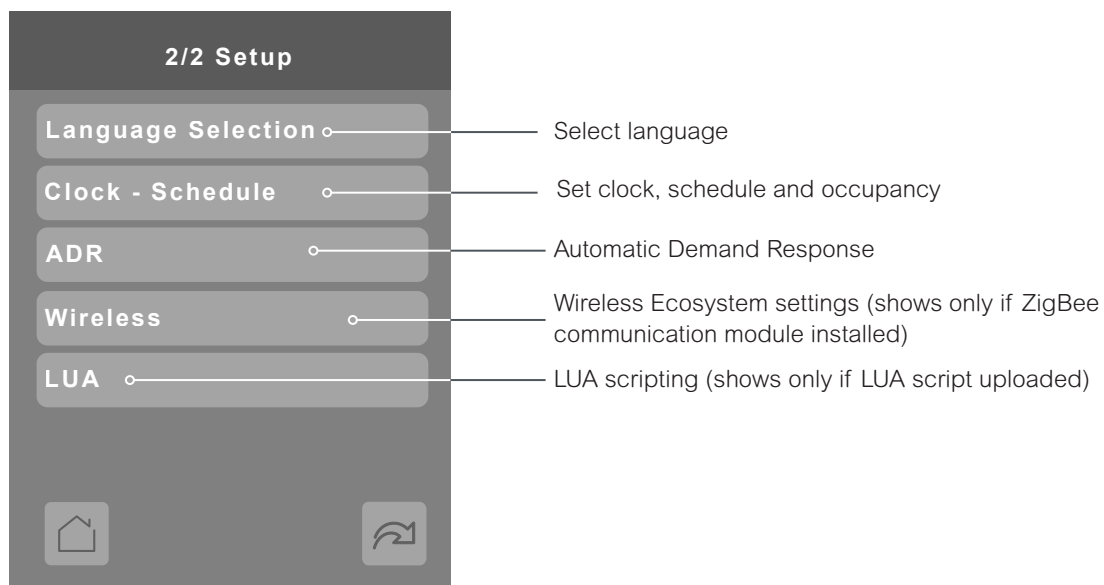 2/2 Setup
Language Selection
Select language
Clock - Schedule
Set clock, schedule and occupancy
ADR
Automatic Demand Response
Wireless
Wireless Ecosystem settings (shows only if ZigBee
communication module installed)
LUA
LUA scripting (shows only if LUA script uploaded)